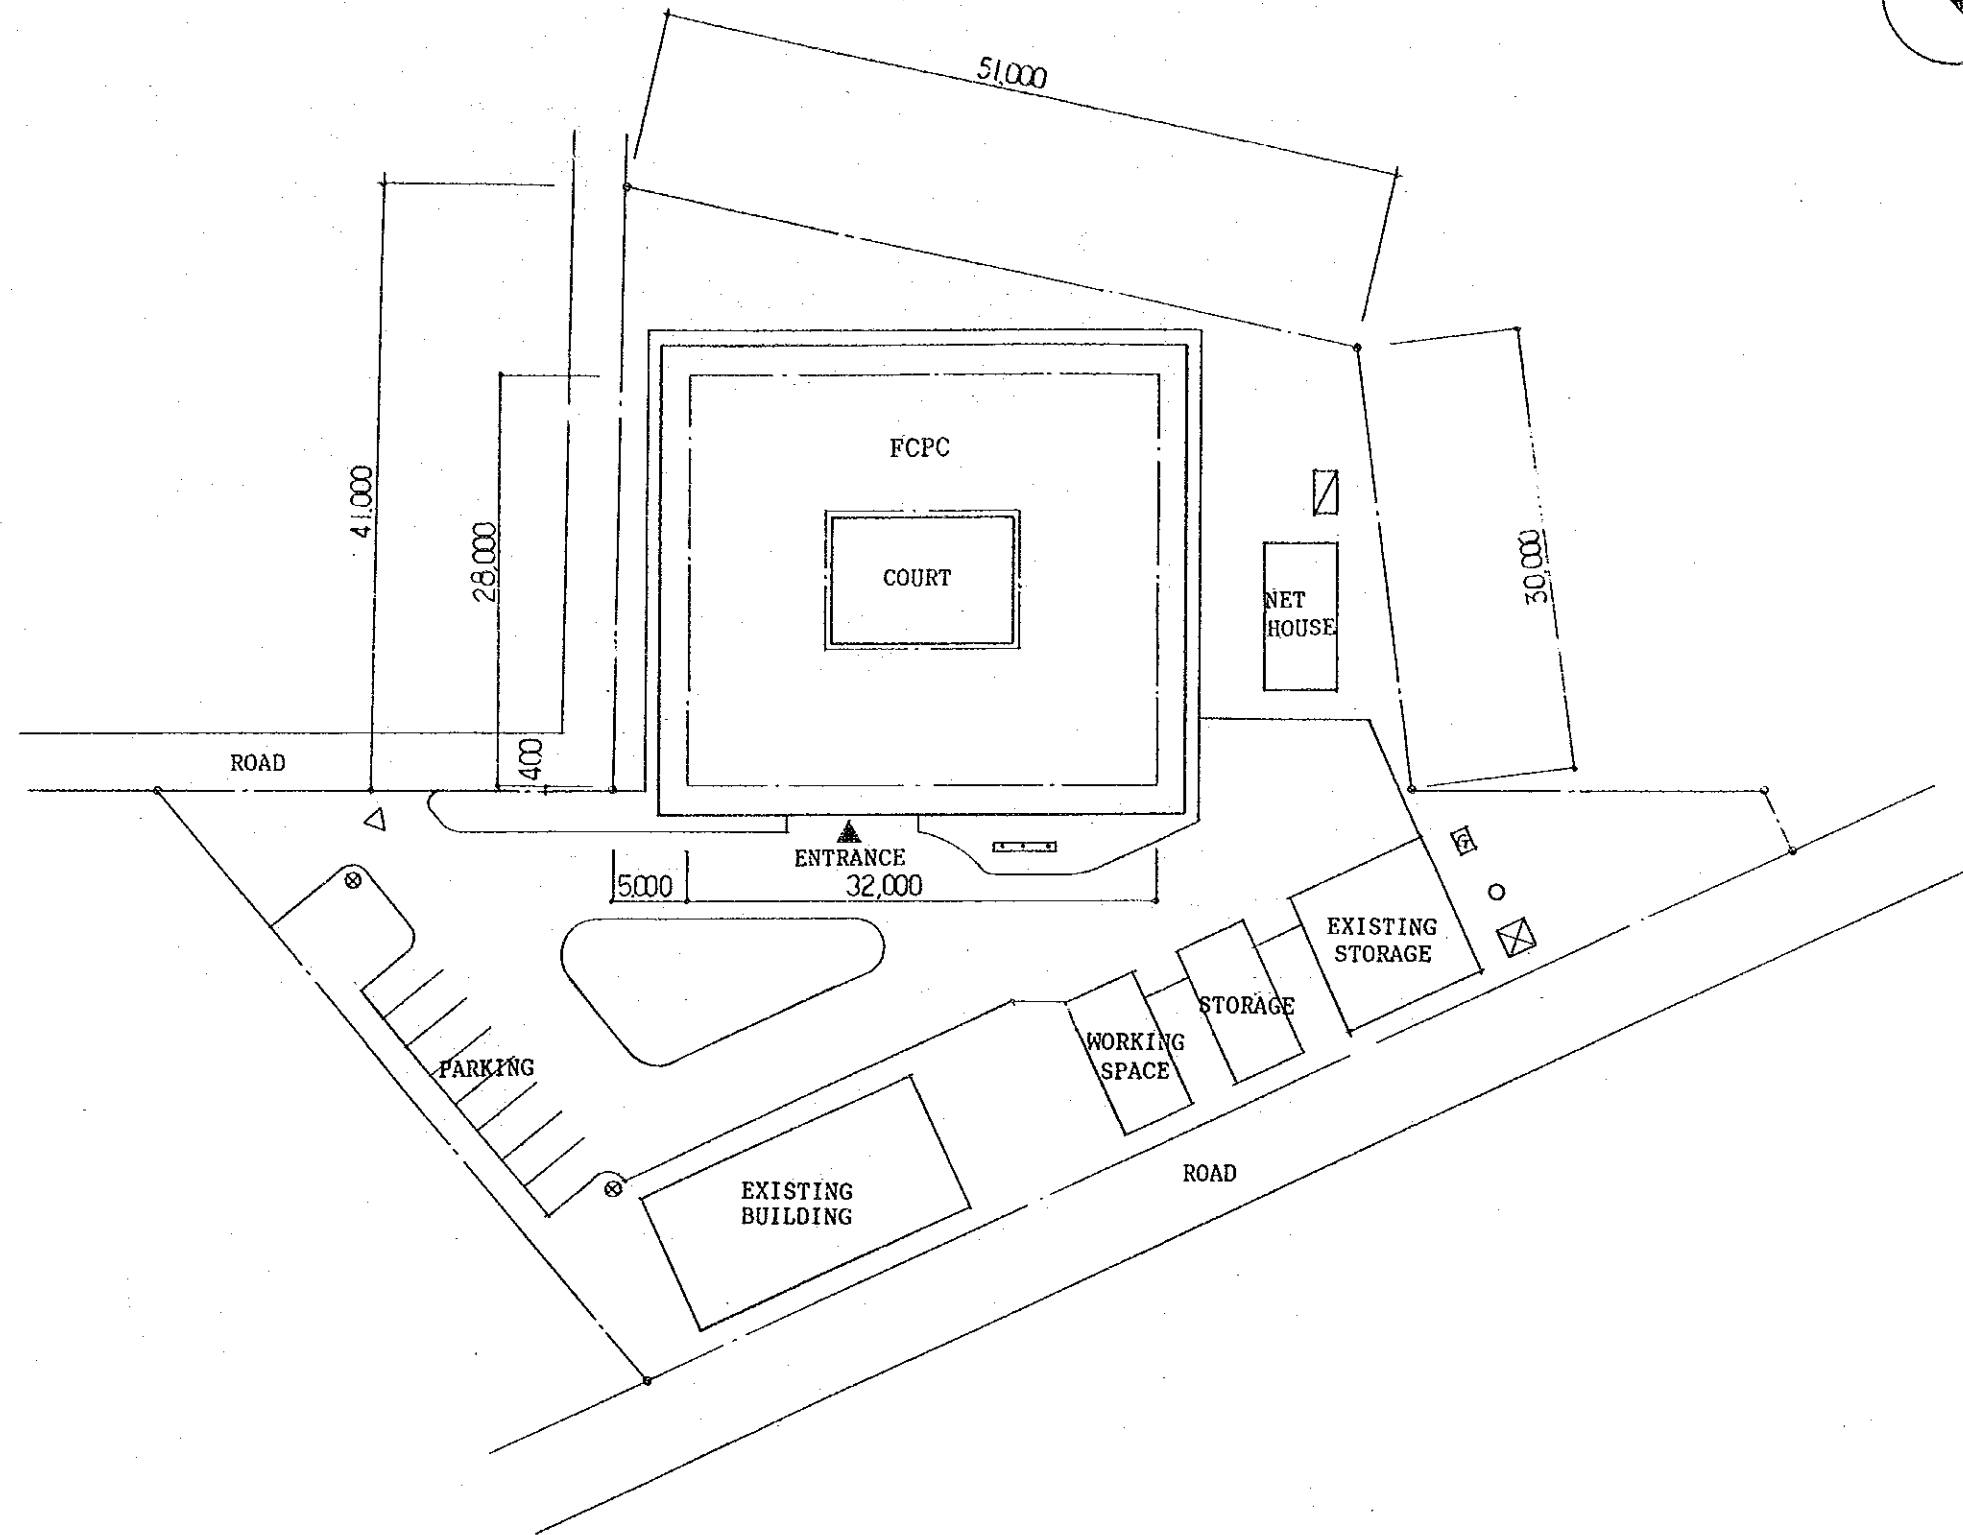 51,000
FCPC
41,000
28,000
COURT
NET
HOUSE
30,000
ROAD
400
ENTRANCE
5,000
32,000
G
EXISTING
STORAGE
STORAGE
WORKING
SPACE
PARKING
ROAD
EXISTING
BUILDING